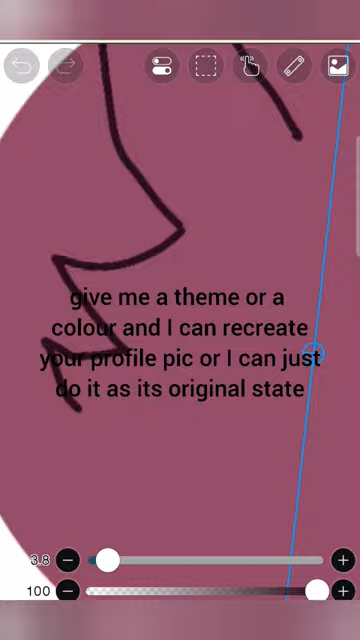 give me a theme or a
colour and I can recreate
your profile pic or I can just
do it as its original state
3.8
100